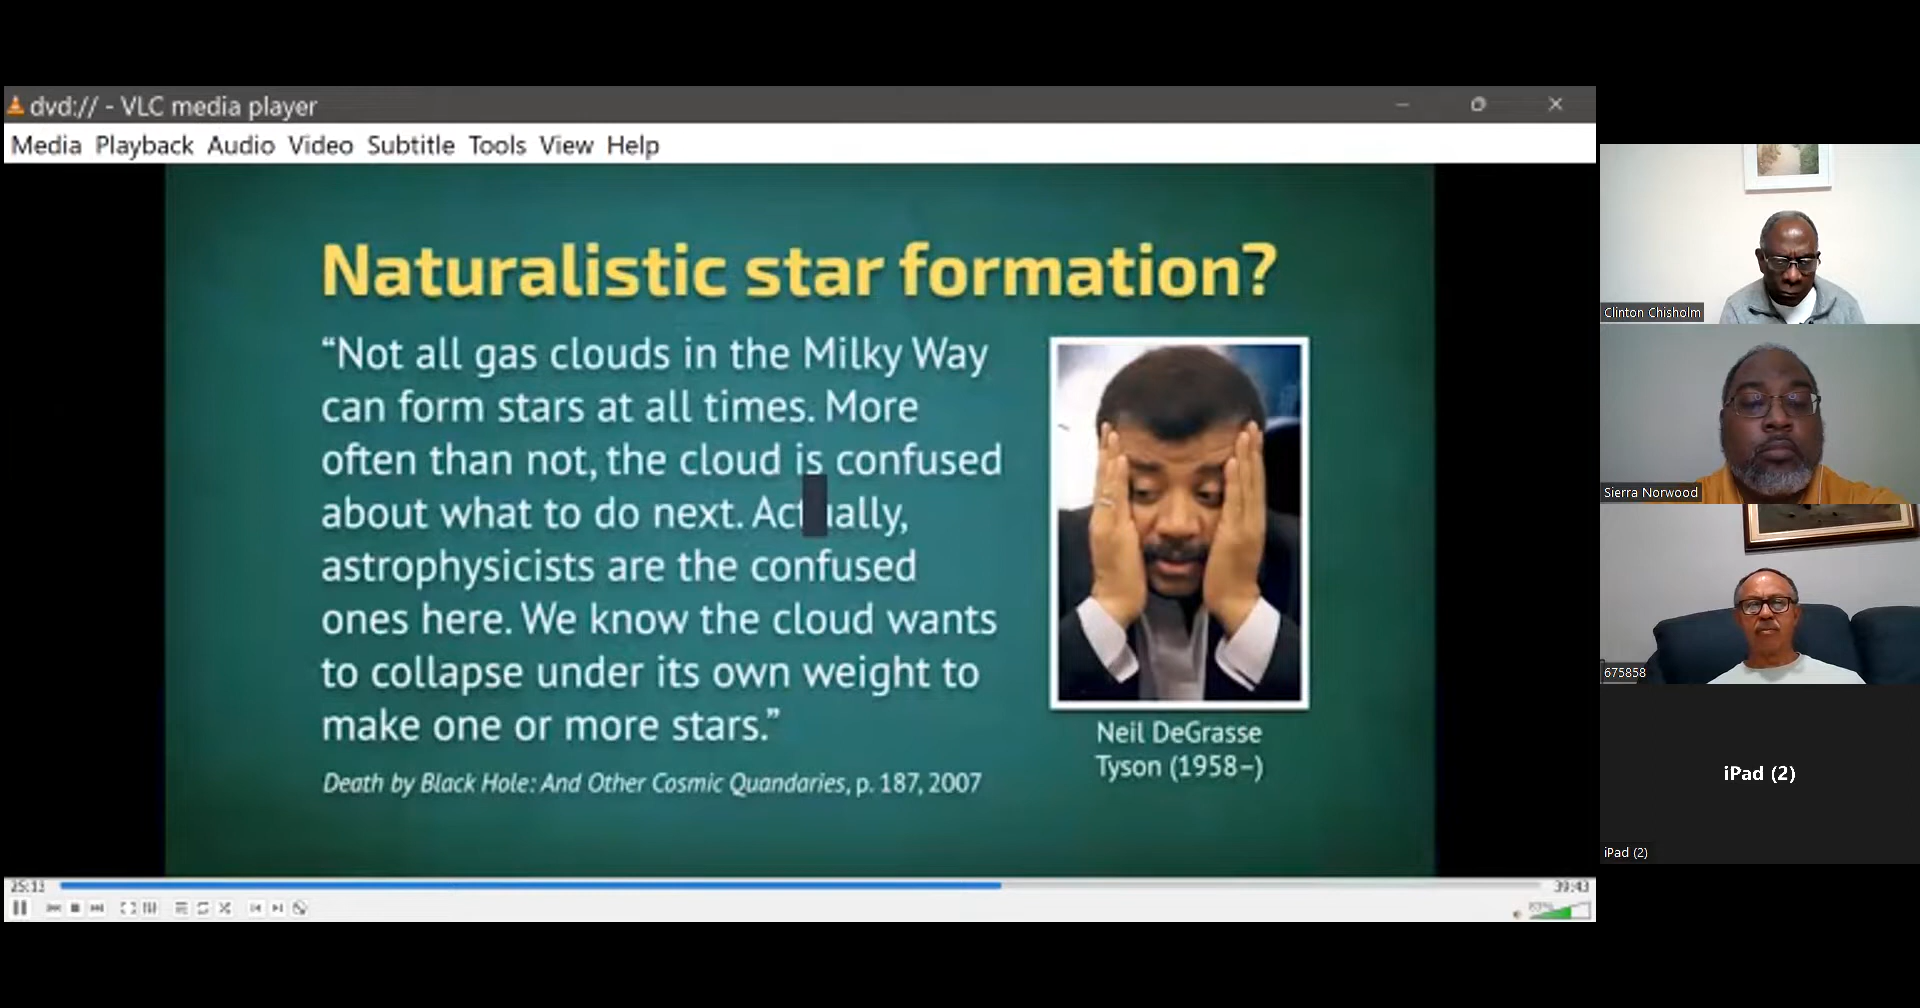 dvd:// - VLC media player
Media Playback Audio Video Subtitle Tools View Help
Naturalistic star formation?
“Not all gas clouds in the Milky Way
can form stars at all times. More
often than not, the cloud is confused
about what to do next. Actually,
astrophysicists are the confused
ones here. We know the cloud wants
to collapse under its own weight to
make one or more stars.”
Death by Black Hole: And Other Cosmic Quandaries, p. 187, 2007
Neil DeGrasse
Tyson (1958–)
25:13
39:43
Clinton Chisholm
Sierra Norwood
675858
iPad (2)
iPad (2)